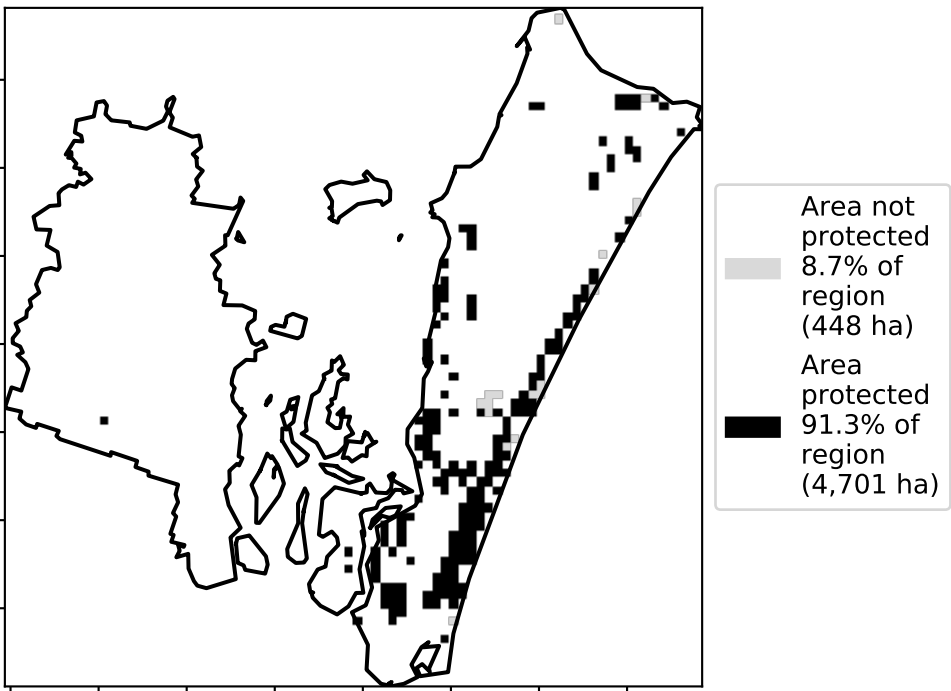 Area not
protected
8.7% of
region
(448 ha)
Area
protected
91.3% of
region
(4,701 ha)